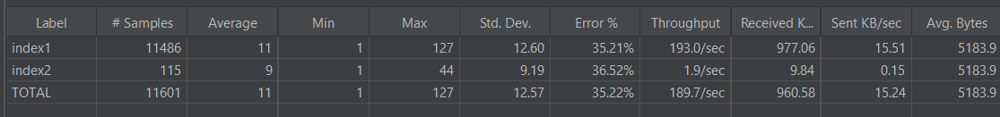 Label # Samples Average Min Max Std. Dev. Error % Throughput Received K... Sent KB/sec Avg. Bytes
index1 11486 11 1 127 12.60 35.21% 193.0/sec 977.06 15.51 5183.9
index2 115 9 1 44 9.19 36.52% 1.9/sec 9.84 0.15 5183.9
TOTAL 11601 11 1 127 12.57 35.22% 189.7/sec 960.58 15.24 5183.9